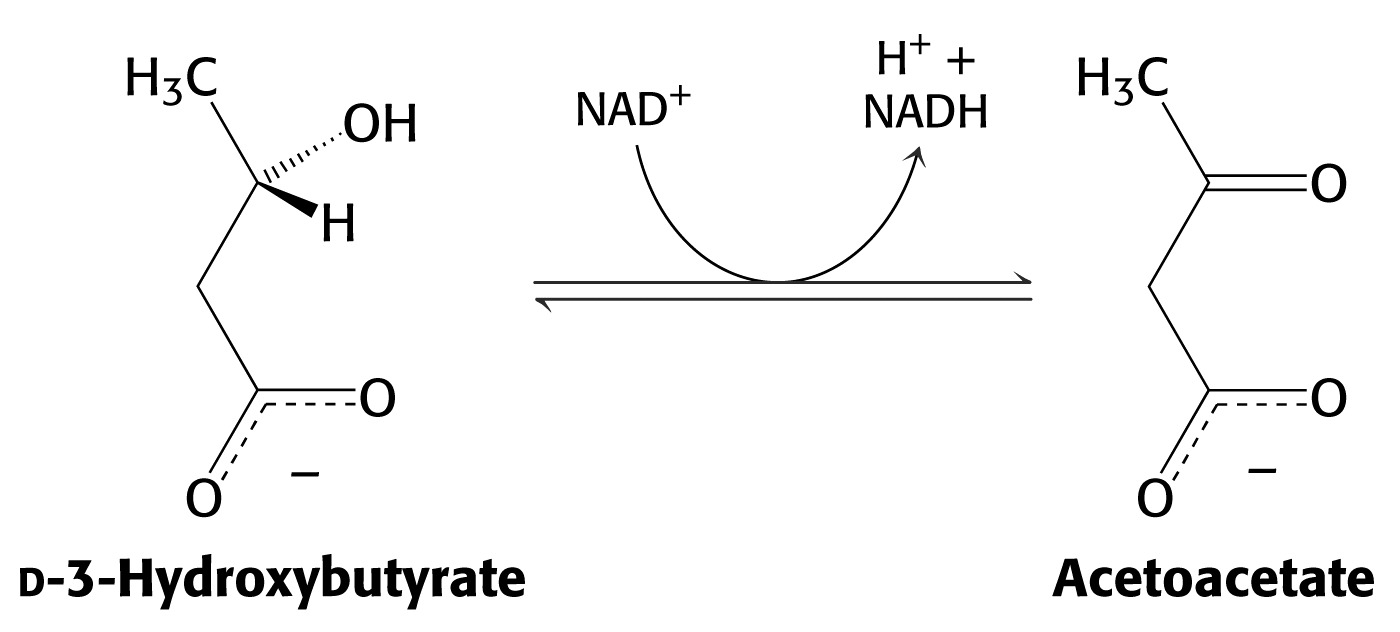 H₃C
OH
H
O
O
−
D-3-Hydroxybutyrate
NAD⁺
H⁺ +
NADH
H₃C
O
O
O
−
Acetoacetate